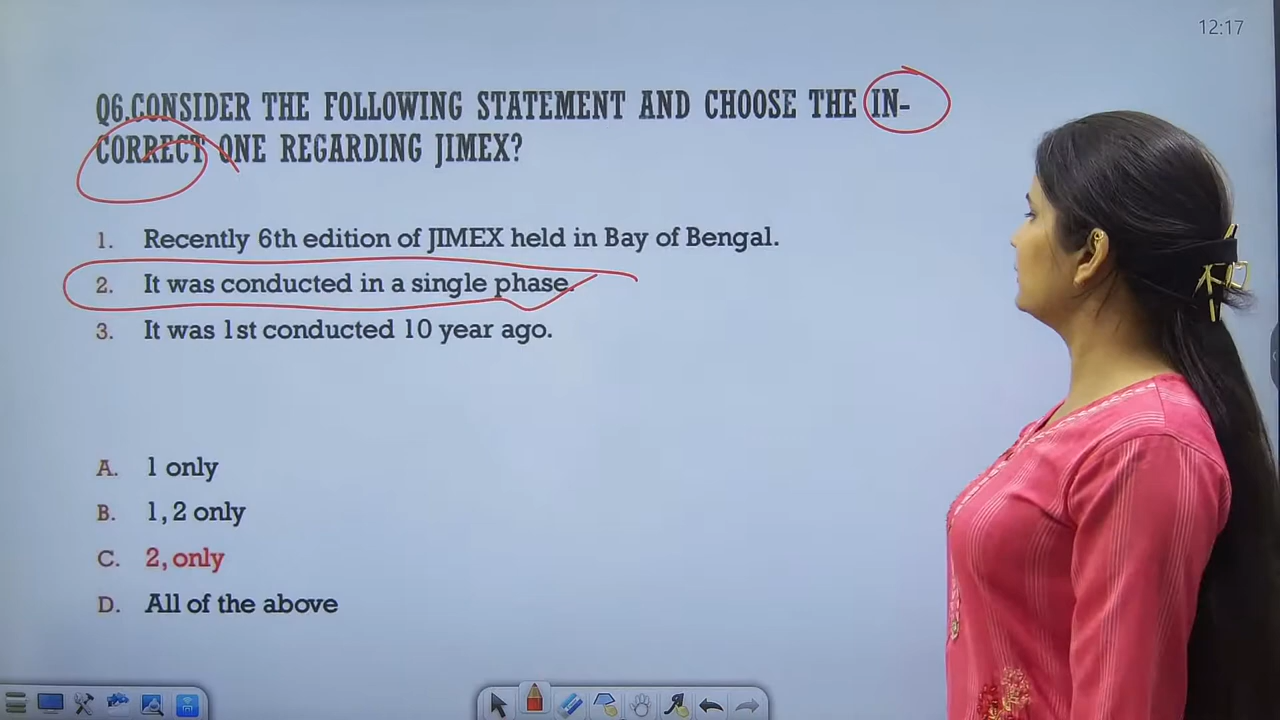 12:17
Q6.CONSIDER THE FOLLOWING STATEMENT AND CHOOSE THE IN-
CORRECT ONE REGARDING JIMEX?
1. Recently 6th edition of JIMEX held in Bay of Bengal.
2. It was conducted in a single phase.
3. It was 1st conducted 10 year ago.
A. 1 only
B. 1, 2 only
C. 2, only
D. All of the above